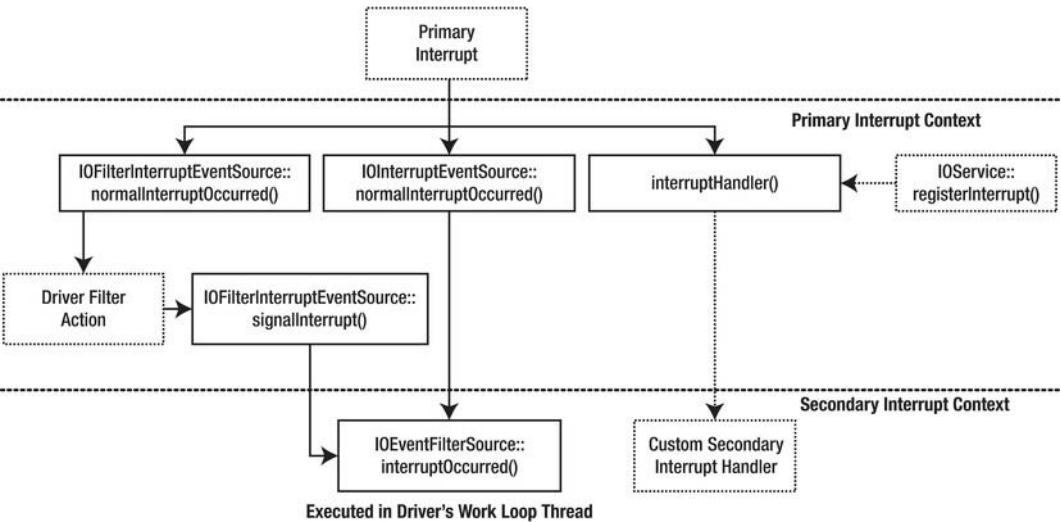 Primary
Interrupt
Primary Interrupt Context
IOFilterInterruptEventSource::
normalInterruptOccurred()
IOInterruptEventSource::
normalInterruptOccurred()
interruptHandler()
IOService::
registerInterrupt()
Driver Filter
Action
IOFilterInterruptEventSource::
signalInterrupt()
Secondary Interrupt Context
IOEventFilterSource::
interruptOccurred()
Custom Secondary
Interrupt Handler
Executed in Driver's Work Loop Thread